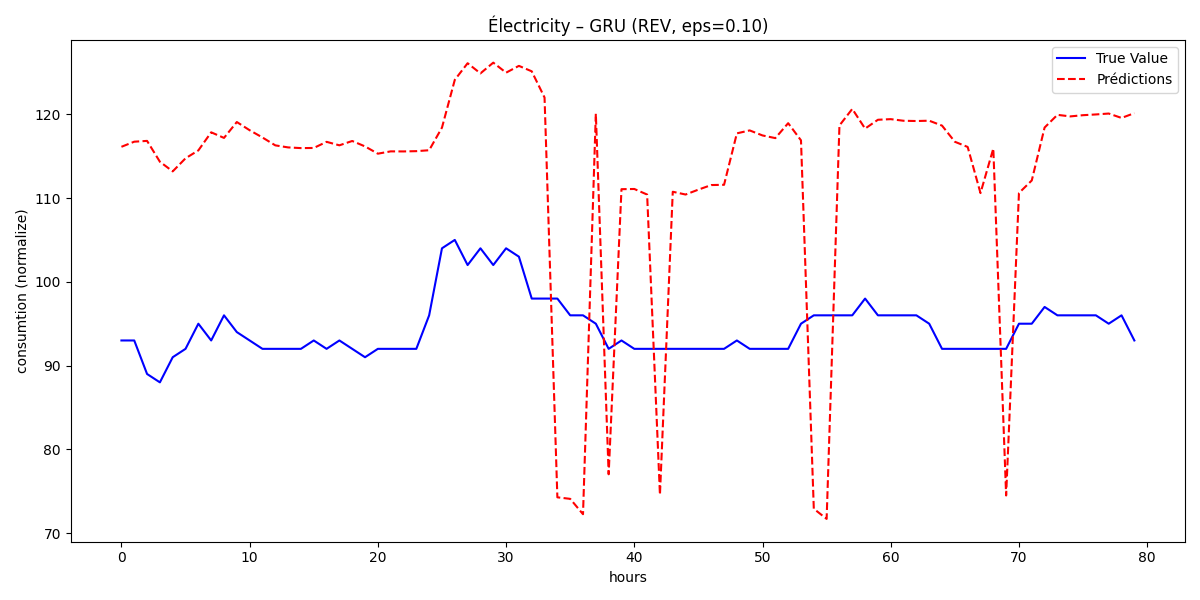 Électricity – GRU (REV, eps=0.10)
True Value
Prédictions
consumtion (normalize)
120
110
100
90
80
70
0 10 20 30 40 50 60 70 80
hours